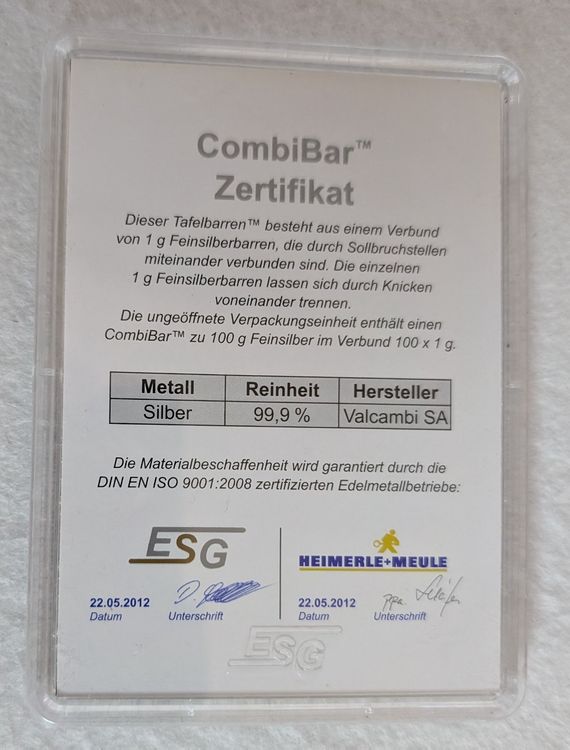 CombiBar™
Zertifikat
Dieser Tafelbarren™ besteht aus einem Verbund
von 1 g Feinsilberbarren, die durch Sollbruchstellen
miteinander verbunden sind. Die einzelnen
1 g Feinsilberbarren lassen sich durch Knicken
voneinander trennen.
Die ungeöffnete Verpackungseinheit enthält einen
CombiBar™ zu 100 g Feinsilber im Verbund 100 x 1 g.
Metall Reinheit Hersteller
Silber 99,9 % Valcambi SA
Die Materialbeschaffenheit wird garantiert durch die
DIN EN ISO 9001:2008 zertifizierten Edelmetallbetriebe:
ESG
HEIMERLE+MEULE
22.05.2012
Datum Unterschrift
22.05.2012 ppa.
Datum Unterschrift
ESG